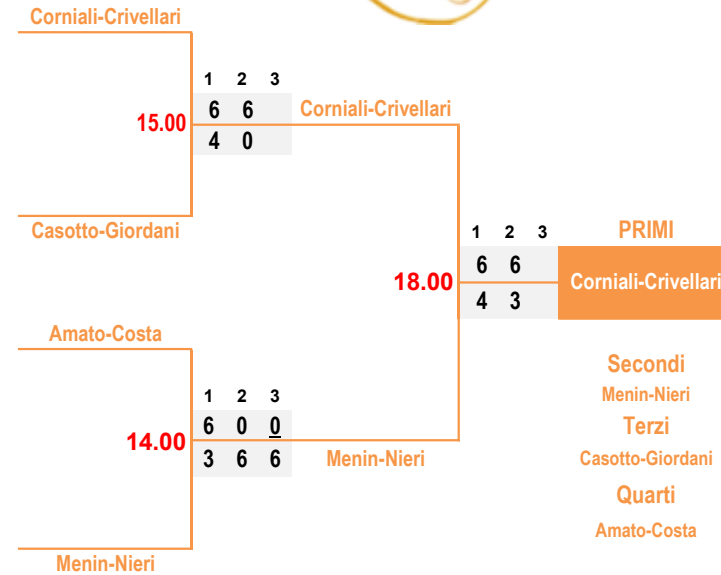 Corniali-Crivellari
1 2 3
6 6
15.00
4 0
Corniali-Crivellari
Casotto-Giordani
1 2 3
PRIMI
6 6
18.00
4 3
Corniali-Crivellari
Amato-Costa
1 2 3
6 0 0
14.00
3 6 6
Menin-Nieri
Menin-Nieri
Secondi
Menin-Nieri
Terzi
Casotto-Giordani
Quarti
Amato-Costa